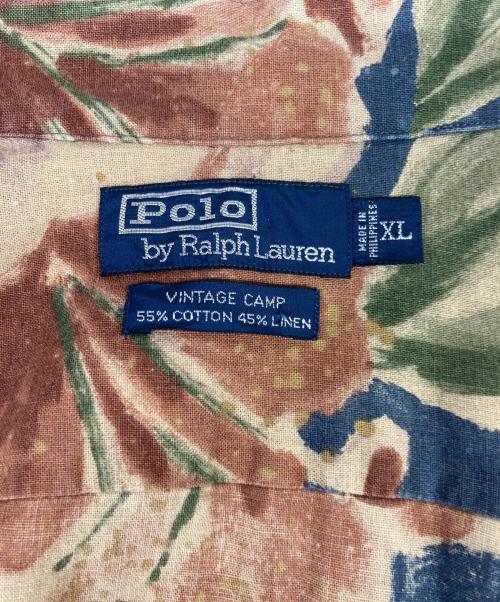 Polo
by Ralph Lauren
MADE IN
PHILIPPINES
XL
VINTAGE CAMP
55% COTTON 45% LINEN